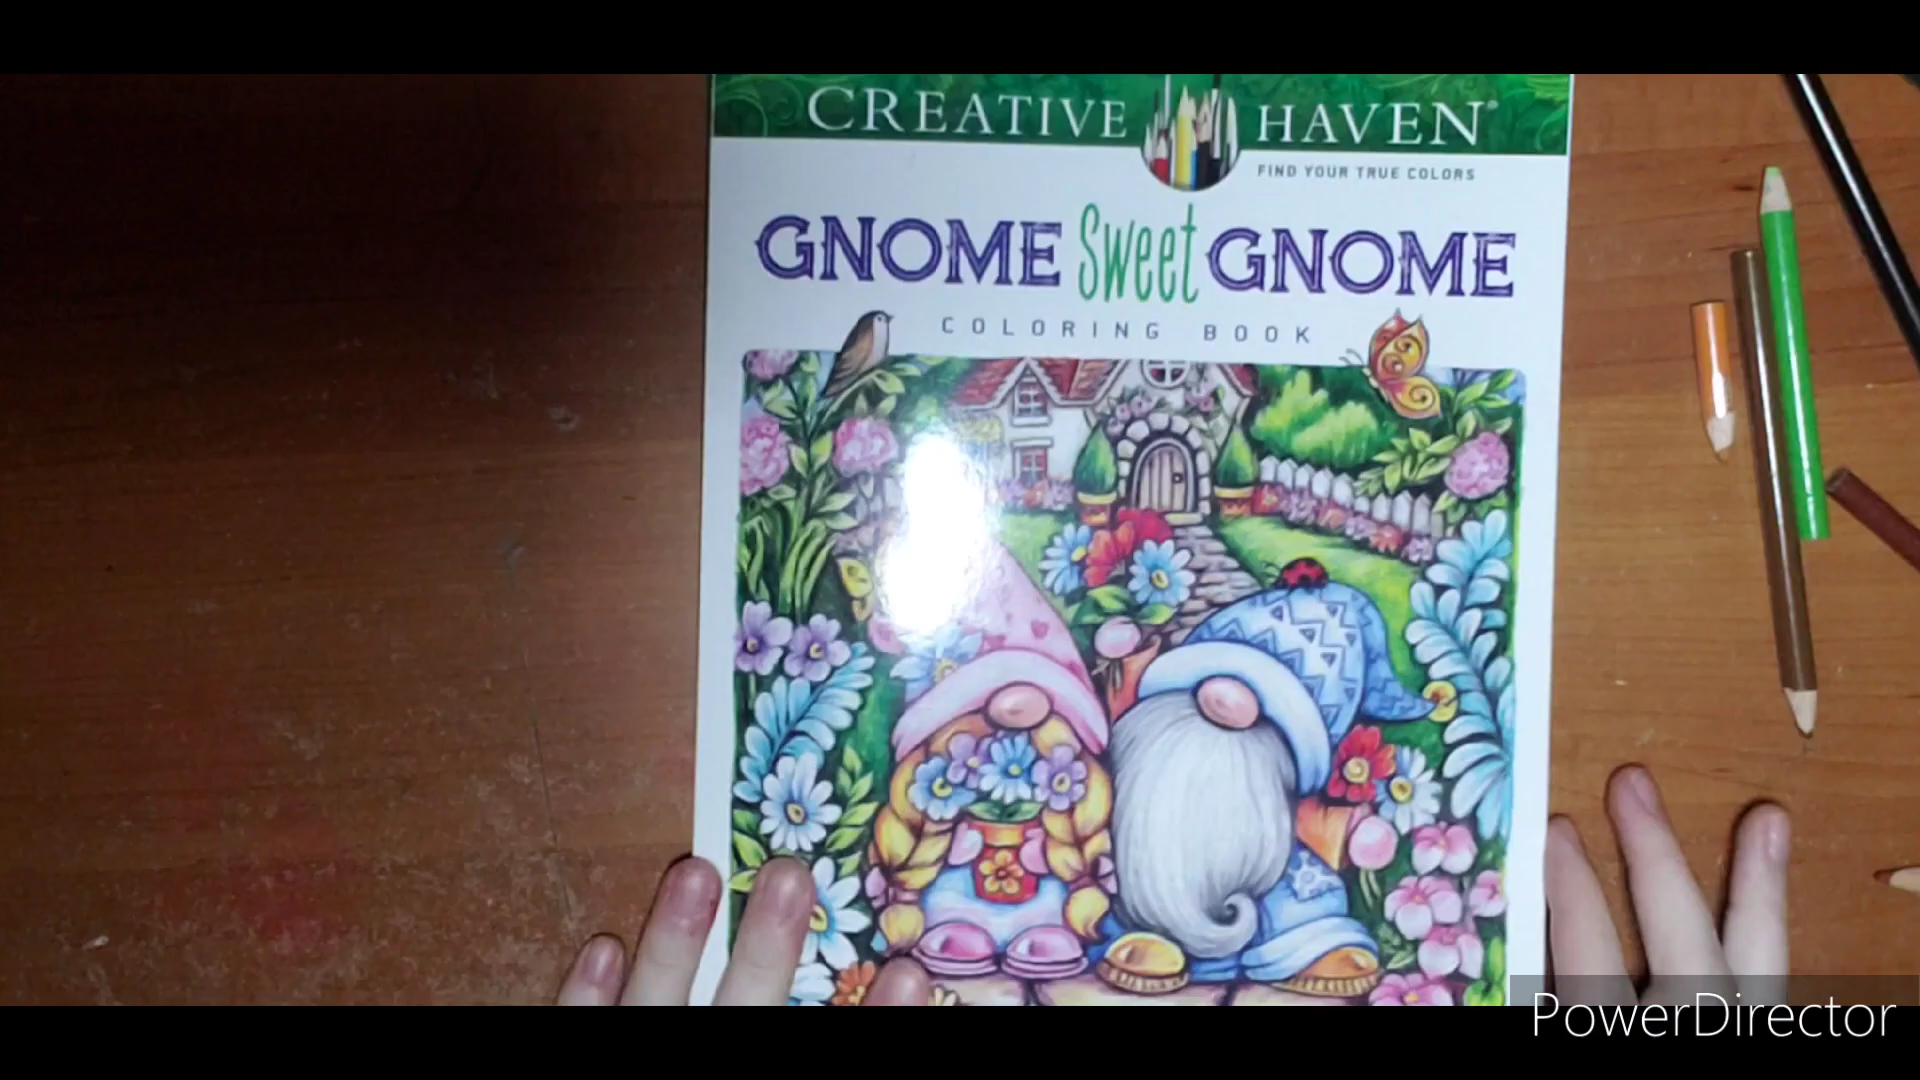 CREATIVE HAVEN®
FIND YOUR TRUE COLORS
GNOME Sweet GNOME
COLORING BOOK
PowerDirector